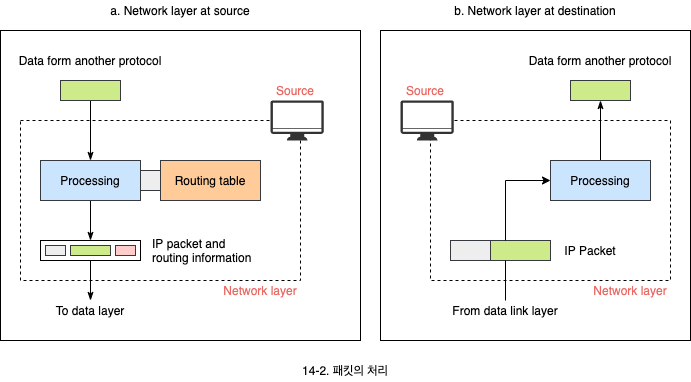 a. Network layer at source
Data form another protocol
Source
Processing
Routing table
IP packet and
routing information
Network layer
To data layer
b. Network layer at destination
Data form another protocol
Source
Processing
IP Packet
Network layer
From data link layer
14-2. 패킷의 처리